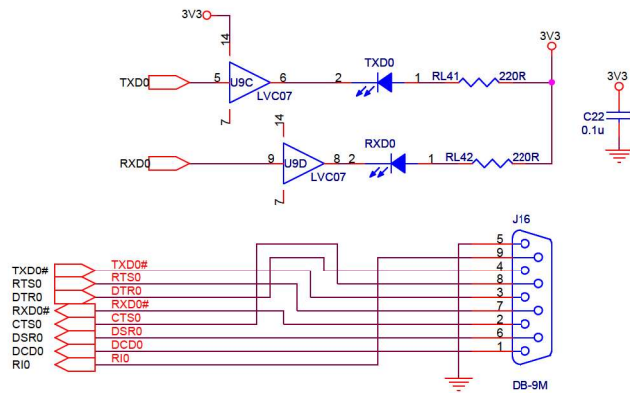 3V3
14
TXD0
5
U9C
6
LVC07
7
2
TXD0
1
RL41
220R
3V3
3V3
C22
0.1u
14
RXD0
9
U9D
8
LVC07
7
2
RXD0
1
RL42
220R
J16
TXD0#
RTS0
DTR0
RXD0#
CTS0
DSR0
DCD0
RI0
TXD0#
RTS0
DTR0
RXD0#
CTS0
DSR0
DCD0
RI0
5
9
4
8
3
7
2
6
1
DB-9M